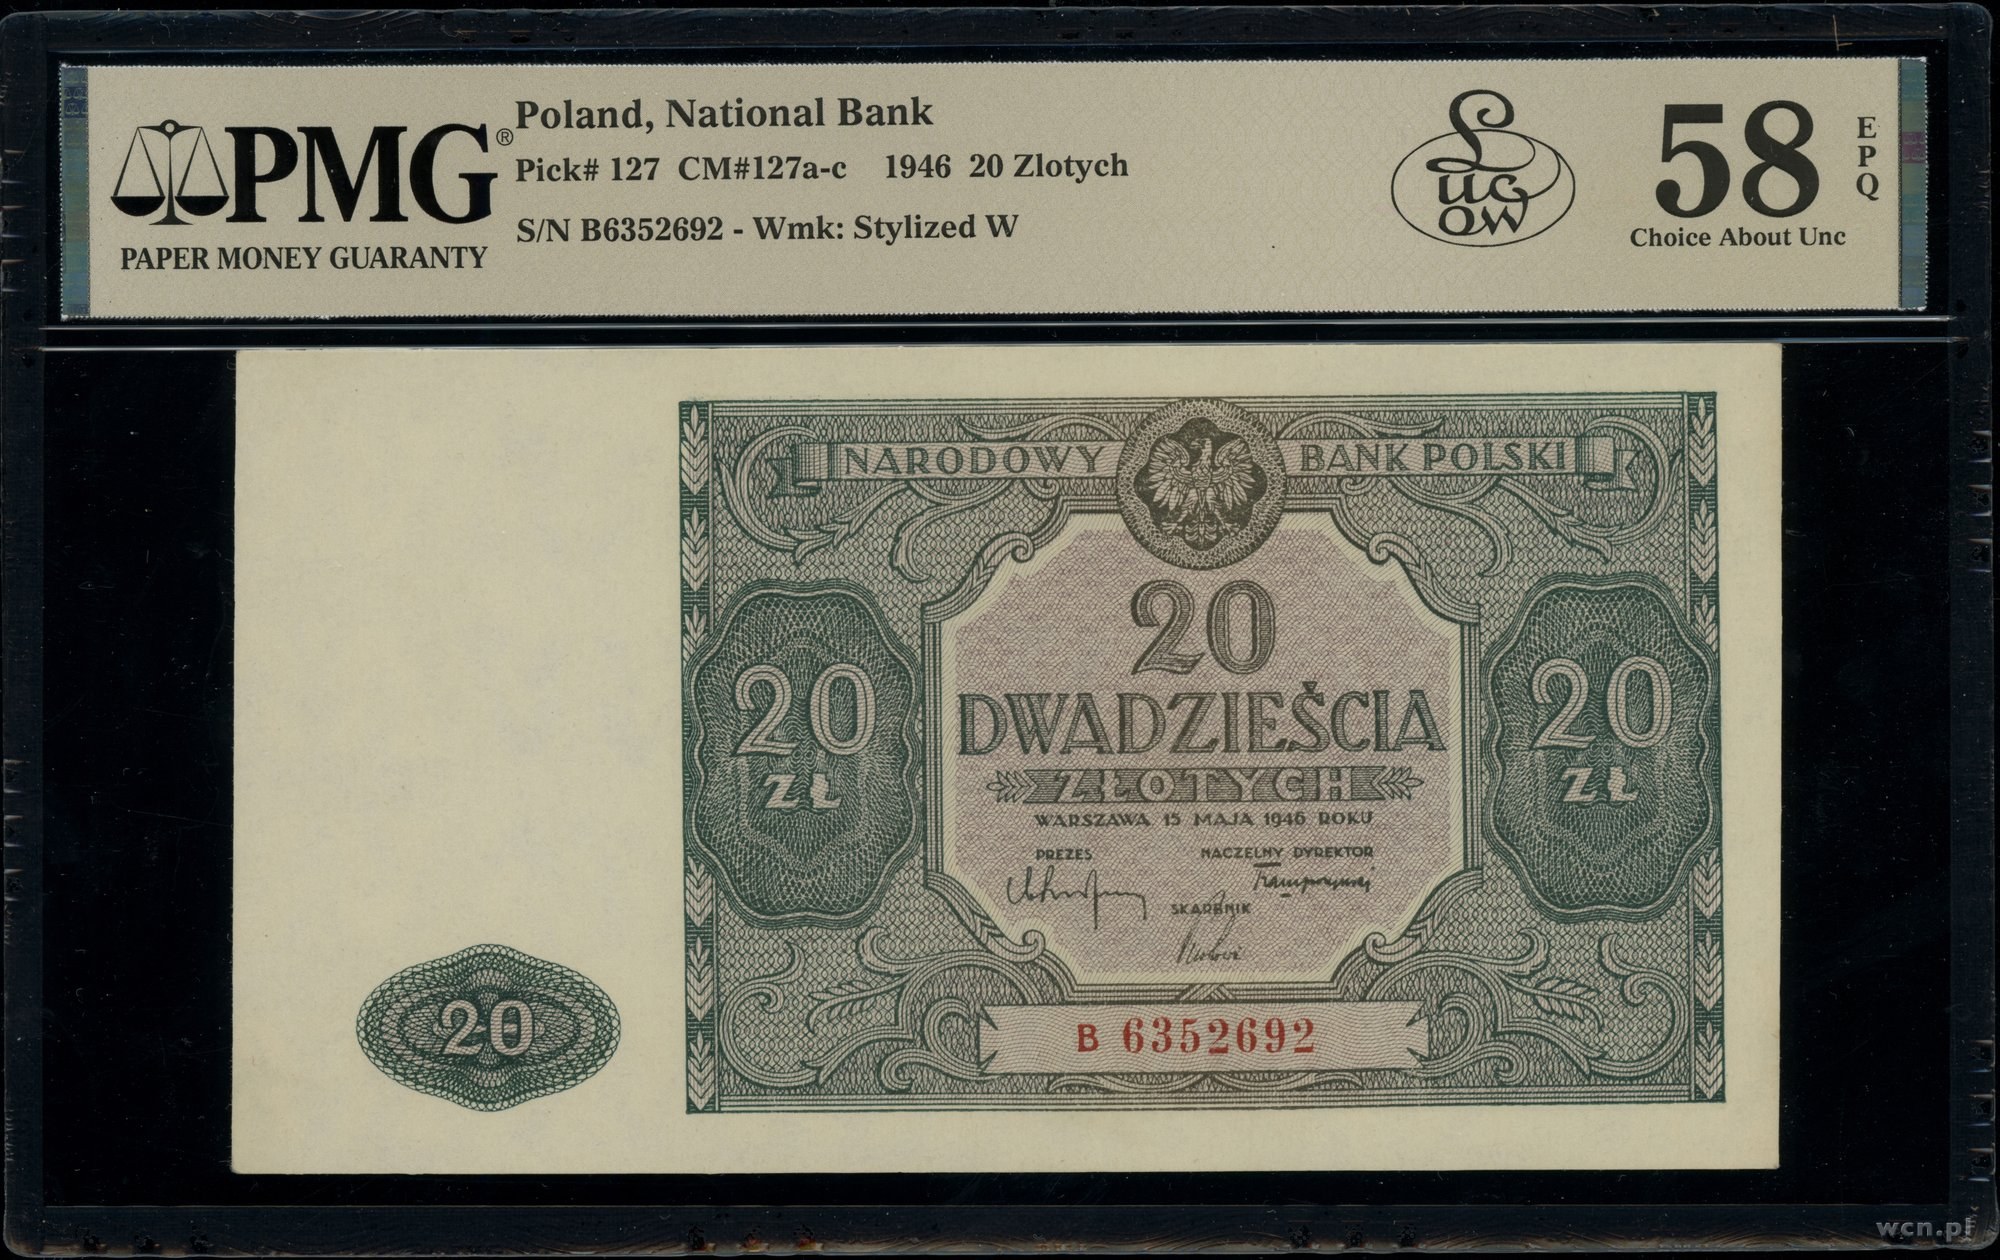 PMG®
PAPER MONEY GUARANTY
Poland, National Bank
Pick# 127 CM#127a-c 1946 20 Zlotych
S/N B6352692 - Wmk: Stylized W
58
EPQ
Choice About Unc
NARODOWY BANK POLSKI
20
DWADZIEŚCIA
ZŁOTYCH
WARSZAWA 15 MAJA 1946 ROKU
PREZES
NACZELNY DYREKTOR
SKARBNIK
20
ZŁ
20
ZŁ
20
B 6352692
wcn.pl